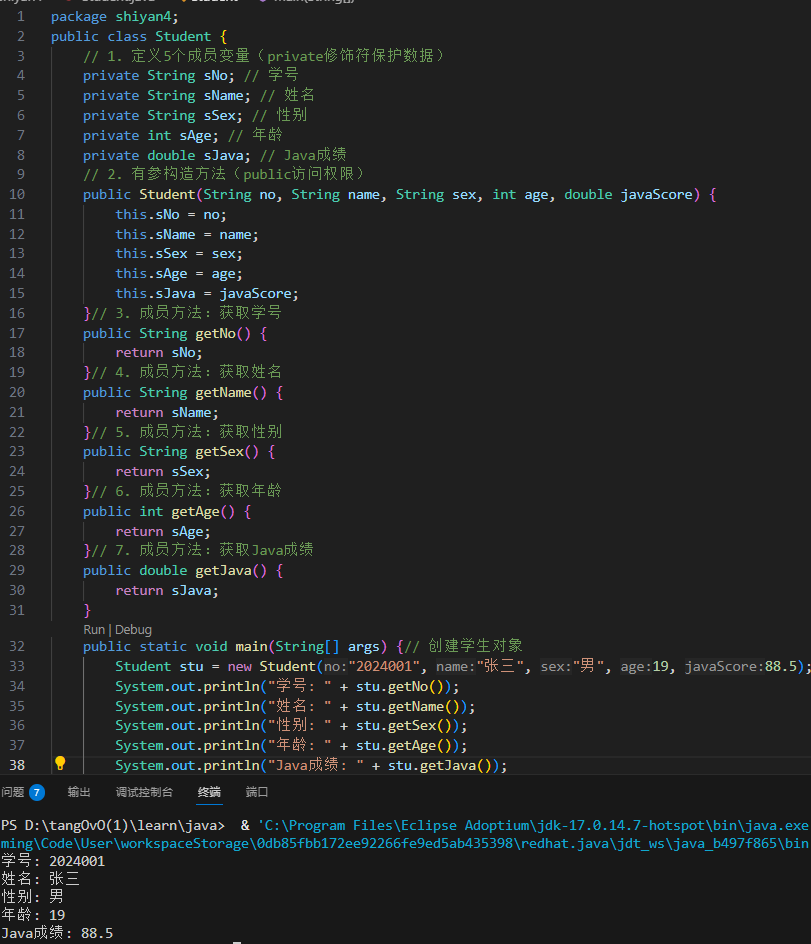 1 package shiyan4;
2 public class Student {
3 // 1. 定义5个成员变量（private修饰符保护数据）
4 private String sNo; // 学号
5 private String sName; // 姓名
6 private String sSex; // 性别
7 private int sAge; // 年龄
8 private double sJava; // Java成绩
9 // 2. 有参构造方法（public访问权限）
10 public Student(String no, String name, String sex, int age, double javaScore) {
11 this.sNo = no;
12 this.sName = name;
13 this.sSex = sex;
14 this.sAge = age;
15 this.sJava = javaScore;
16 }// 3. 成员方法：获取学号
17 public String getNo() {
18 return sNo;
19 }// 4. 成员方法：获取姓名
20 public String getName() {
21 return sName;
22 }// 5. 成员方法：获取性别
23 public String getSex() {
24 return sSex;
25 }// 6. 成员方法：获取年龄
26 public int getAge() {
27 return sAge;
28 }// 7. 成员方法：获取Java成绩
29 public double getJava() {
30 return sJava;
31 }
Run | Debug
32 public static void main(String[] args) {// 创建学生对象
33 Student stu = new Student(no:"2024001", name:"张三", sex:"男", age:19, javaScore:88.5);
34 System.out.println("学号：" + stu.getNo());
35 System.out.println("姓名：" + stu.getName());
36 System.out.println("性别：" + stu.getSex());
37 System.out.println("年龄：" + stu.getAge());
38 System.out.println("Java成绩：" + stu.getJava());
问题 7 输出 调试控制台 终端 端口
PS D:\tangOvO(1)\learn\java> & 'C:\Program Files\Eclipse Adoptium\jdk-17.0.14.7-hotspot\bin\java.exe
ming\Code\User\workspaceStorage\0db85fbb172ee92266fe9ed5ab435398\redhat.java\jdt_ws\java_b497f865\bin
学号：2024001
姓名：张三
性别：男
年龄：19
Java成绩：88.5